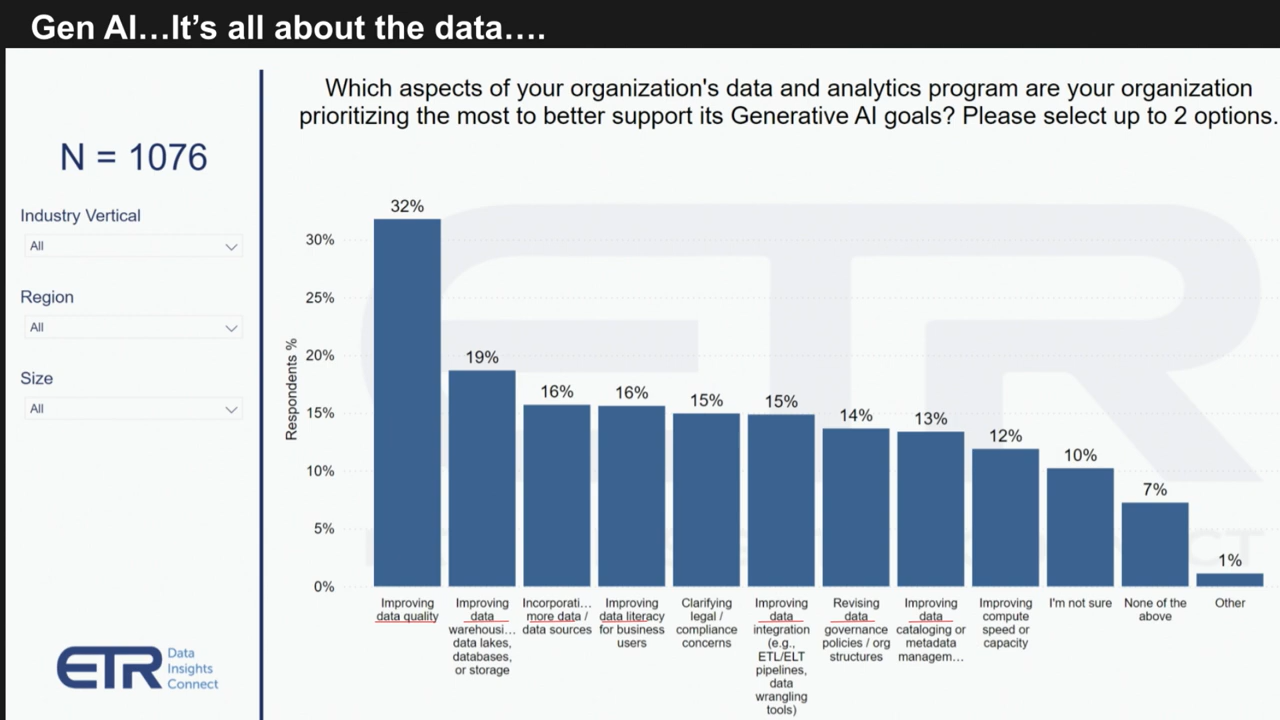 Gen AI…It's all about the data….
Which aspects of your organization's data and analytics program are your organization
prioritizing the most to better support its Generative AI goals? Please select up to 2 options.
N = 1076
Industry Vertical
All
Region
All
Size
All
Respondents %
30%
25%
20%
15%
10%
5%
0%
32%
19%
16%
16%
15%
15%
14%
13%
12%
10%
7%
1%
Improving
data quality
Improving
data
warehousi…
data lakes,
databases,
or storage
Incorporati…
more data /
data sources
Improving
data literacy
for business
users
Clarifying
legal /
compliance
concerns
Improving
data
integration
(e.g.,
ETL/ELT
pipelines,
data
wrangling
tools)
Revising
data
governance
policies / org
structures
Improving
data
cataloging or
metadata
managem…
Improving
compute
speed or
capacity
I'm not sure
None of the
above
Other
ETR
Data
Insights
Connect
ETR